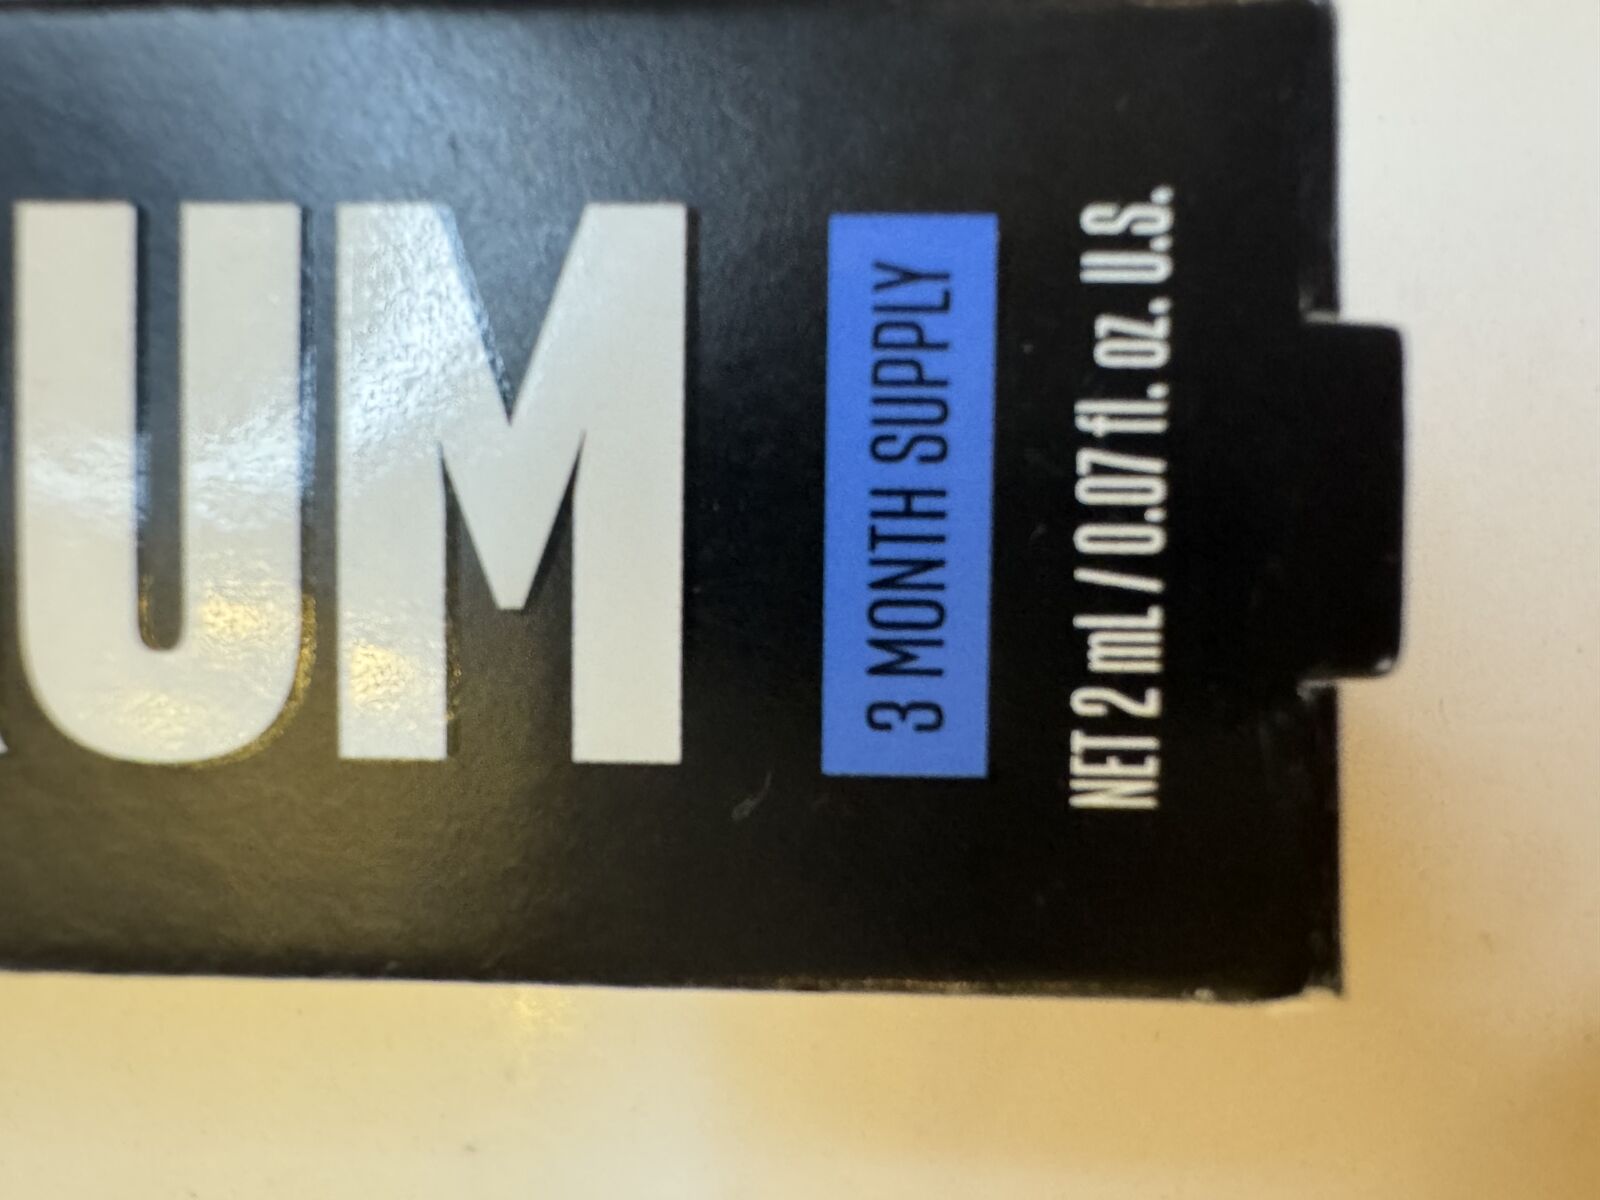 UM
3 MONTH SUPPLY
NET 2 mL / 0.07 fl. oz. U.S.